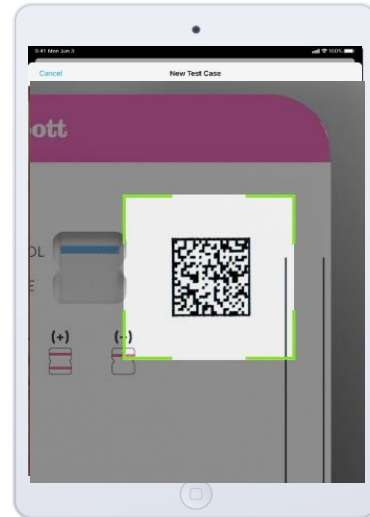 9:41 Mon Jun 3
100%
Cancel
New Test Case
ott
OL
E
(+)
(-)